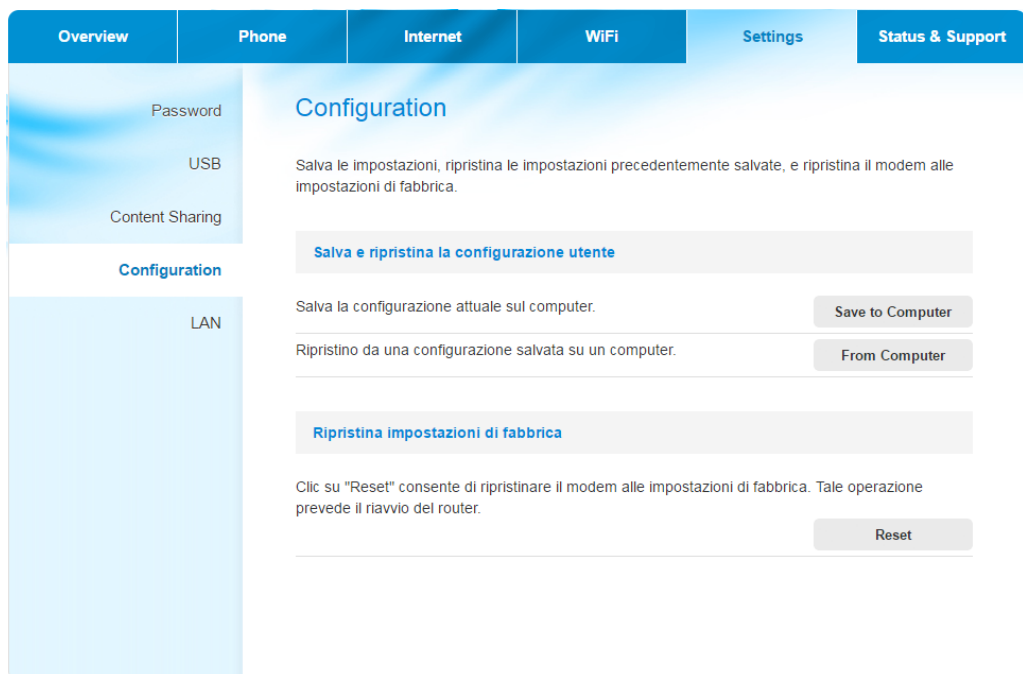 Overview Phone Internet WiFi Settings Status & Support
Password
USB
Content Sharing
Configuration
LAN
Configuration
Salva le impostazioni, ripristina le impostazioni precedentemente salvate, e ripristina il modem alle
impostazioni di fabbrica.
Salva e ripristina la configurazione utente
Salva la configurazione attuale sul computer. Save to Computer
Ripristino da una configurazione salvata su un computer. From Computer
Ripristina impostazioni di fabbrica
Clic su "Reset" consente di ripristinare il modem alle impostazioni di fabbrica. Tale operazione
prevede il riavvio del router.
Reset